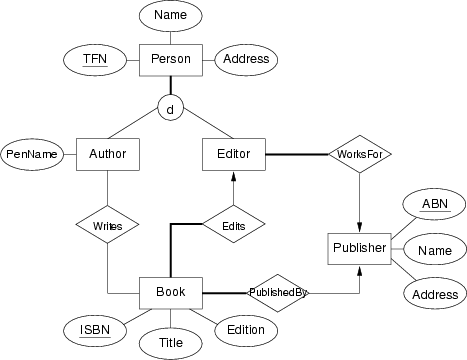 Name
TFN
Person
Address
d
PenName
Author
Editor
WorksFor
ABN
Writes
Edits
Publisher
Name
Book
PublishedBy
Address
ISBN
Title
Edition